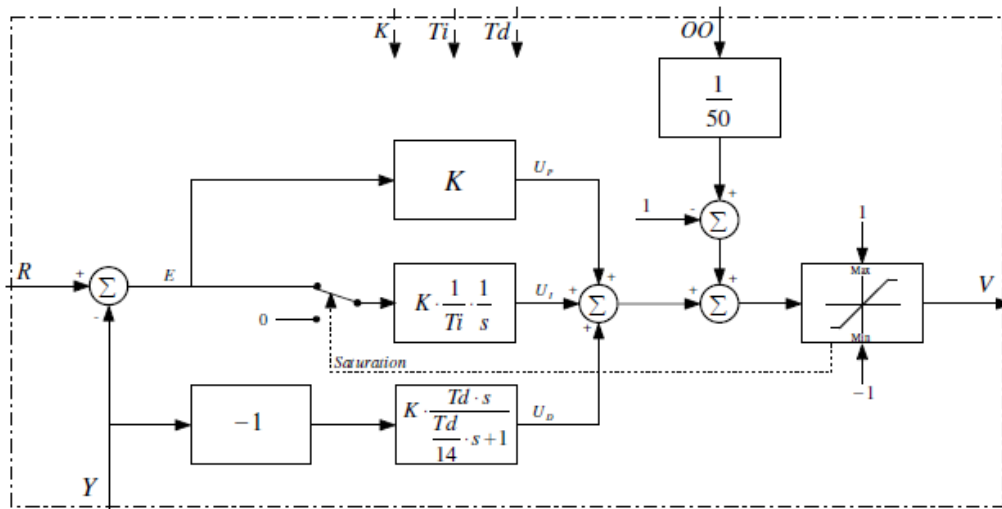 K Ti Td OO
1
50
K
U_P
+
1 -
Σ
+
1
R + Σ E
-
K · 1/Ti · 1/s
U_I
+ + Σ
+
+ + Σ
Max
Min
V
0
Saturation
-1
−1
K · Td · s / (Td/14 · s + 1)
U_D
Y